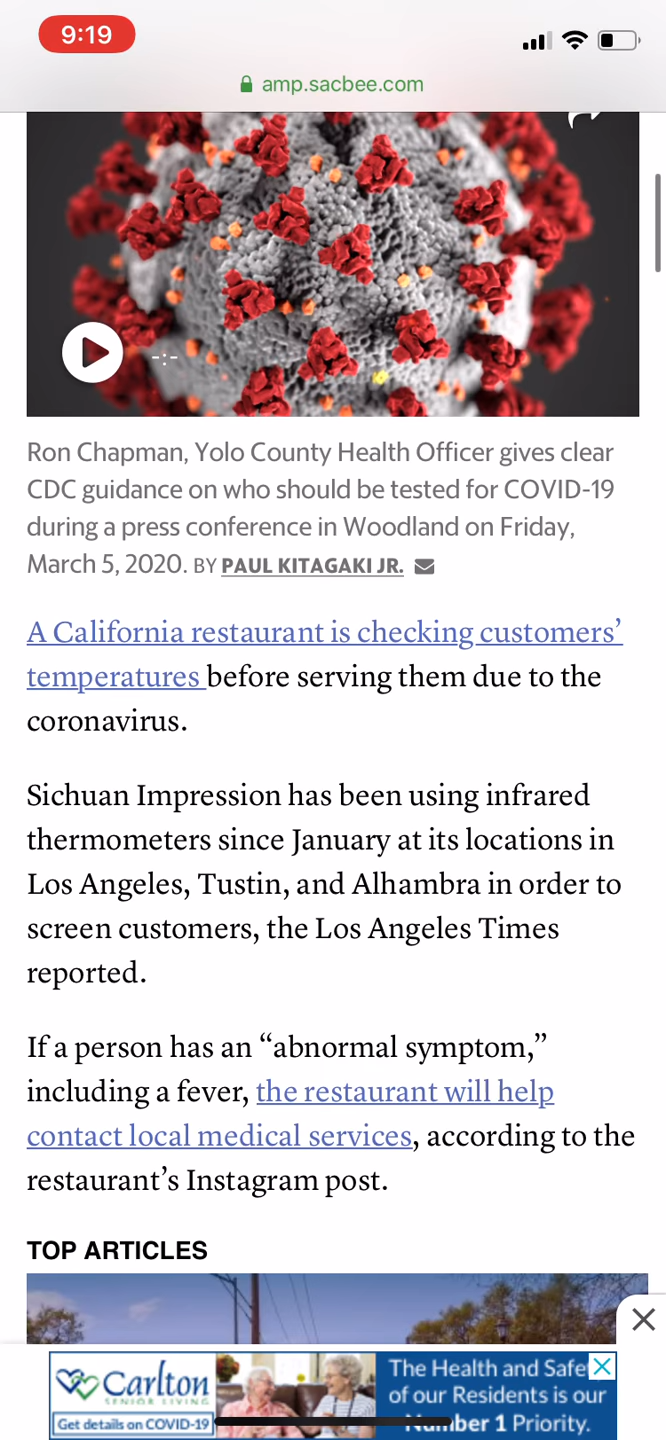 9:19
amp.sacbee.com
Ron Chapman, Yolo County Health Officer gives clear
CDC guidance on who should be tested for COVID-19
during a press conference in Woodland on Friday,
March 5, 2020. BY PAUL KITAGAKI JR.
A California restaurant is checking customers’
temperatures before serving them due to the
coronavirus.
Sichuan Impression has been using infrared
thermometers since January at its locations in
Los Angeles, Tustin, and Alhambra in order to
screen customers, the Los Angeles Times
reported.
If a person has an “abnormal symptom,”
including a fever, the restaurant will help
contact local medical services, according to the
restaurant’s Instagram post.
TOP ARTICLES
Carlton
SENIOR LIVING
Get details on COVID-19
The Health and Safe
of our Residents is our
Number 1 Priority.